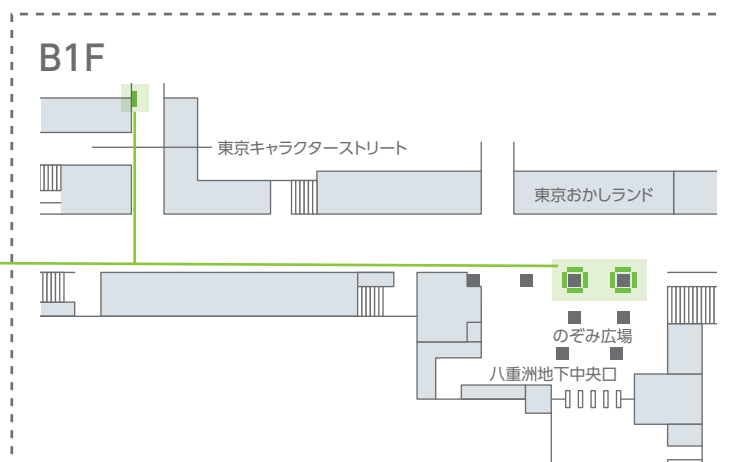 B1F
東京キャラクターストリート
東京おかしランド
のぞみ広場
八重洲地下中央口